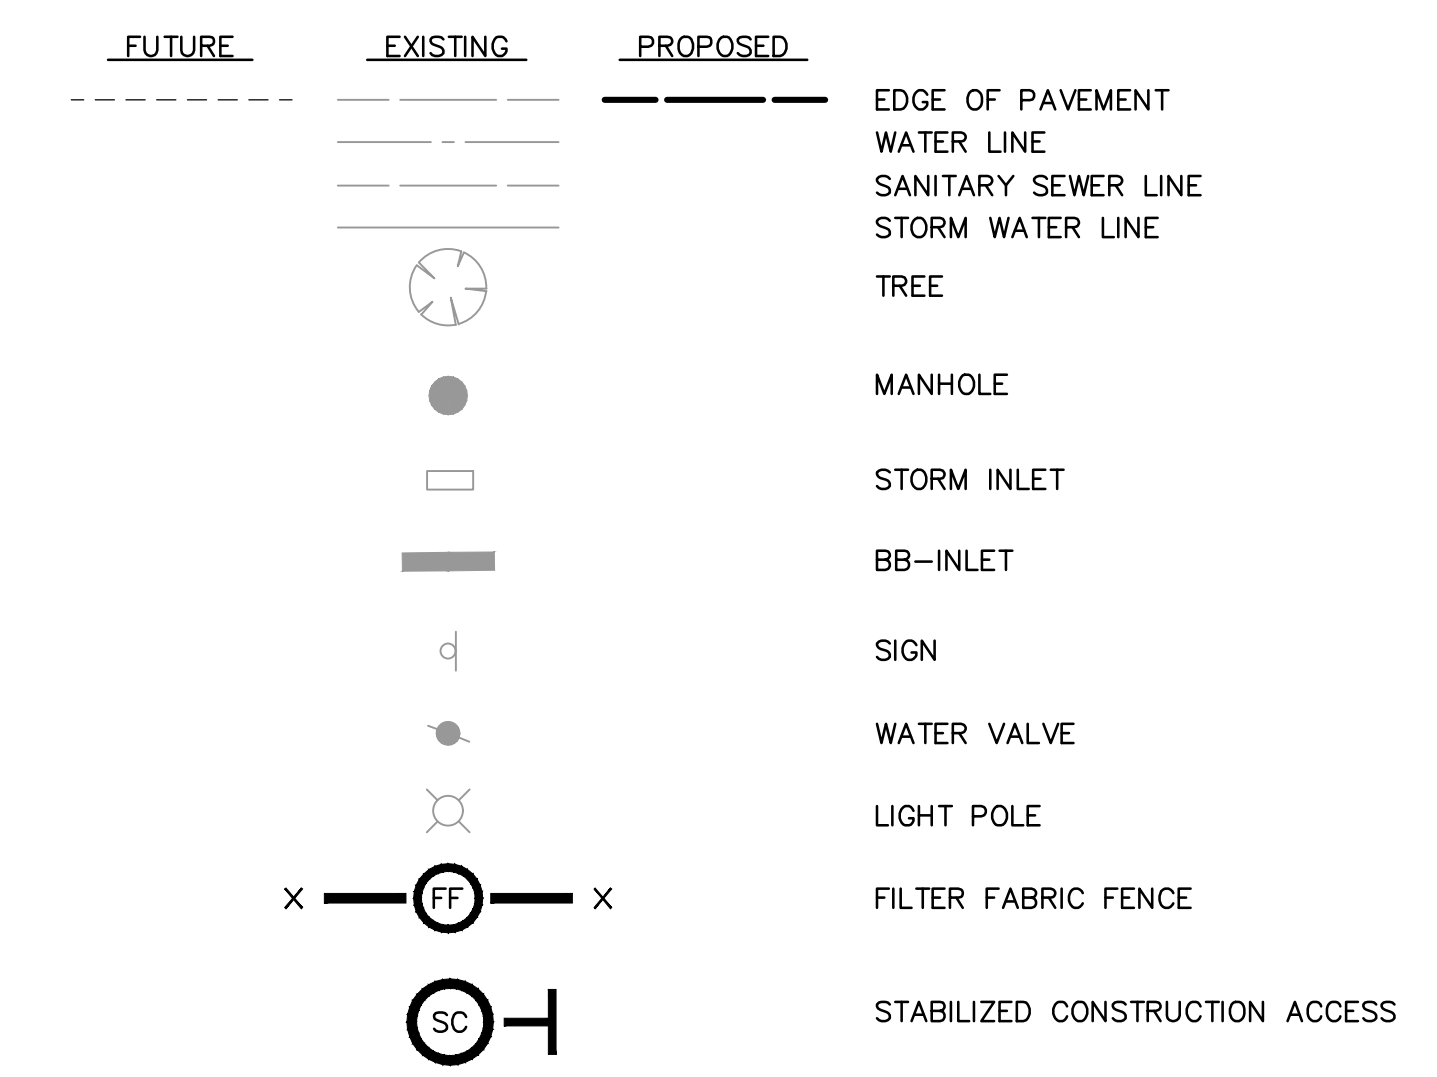 FUTURE EXISTING PROPOSED
EDGE OF PAVEMENT
WATER LINE
SANITARY SEWER LINE
STORM WATER LINE
TREE
MANHOLE
STORM INLET
BB-INLET
SIGN
WATER VALVE
LIGHT POLE
X FF X FILTER FABRIC FENCE
SC STABILIZED CONSTRUCTION ACCESS